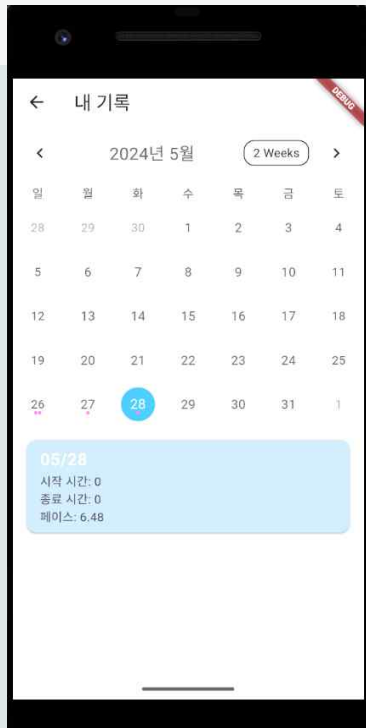 내 기록
DEBUG
2024년 5월 2 Weeks
일 월 화 수 목 금 토
28 29 30 1 2 3 4
5 6 7 8 9 10 11
12 13 14 15 16 17 18
19 20 21 22 23 24 25
26 27 28 29 30 31 1
05/28
시작 시간: 0
종료 시간: 0
페이스: 6.48